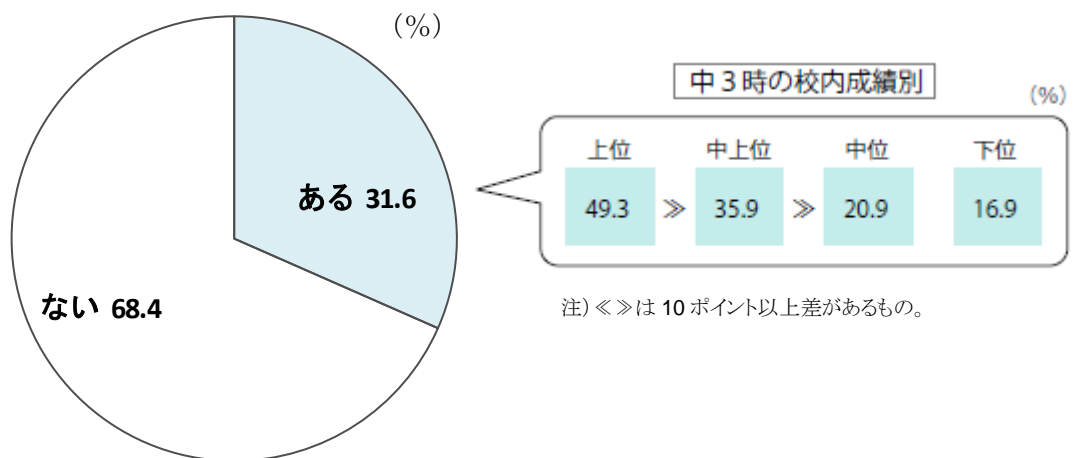 (%)
ある 31.6
ない 68.4
中３時の校内成績別
(%)
上位 中上位 中位 下位
49.3 ≫ 35.9 ≫ 20.9 16.9
注)≪≫は 10 ポイント以上差があるもの。